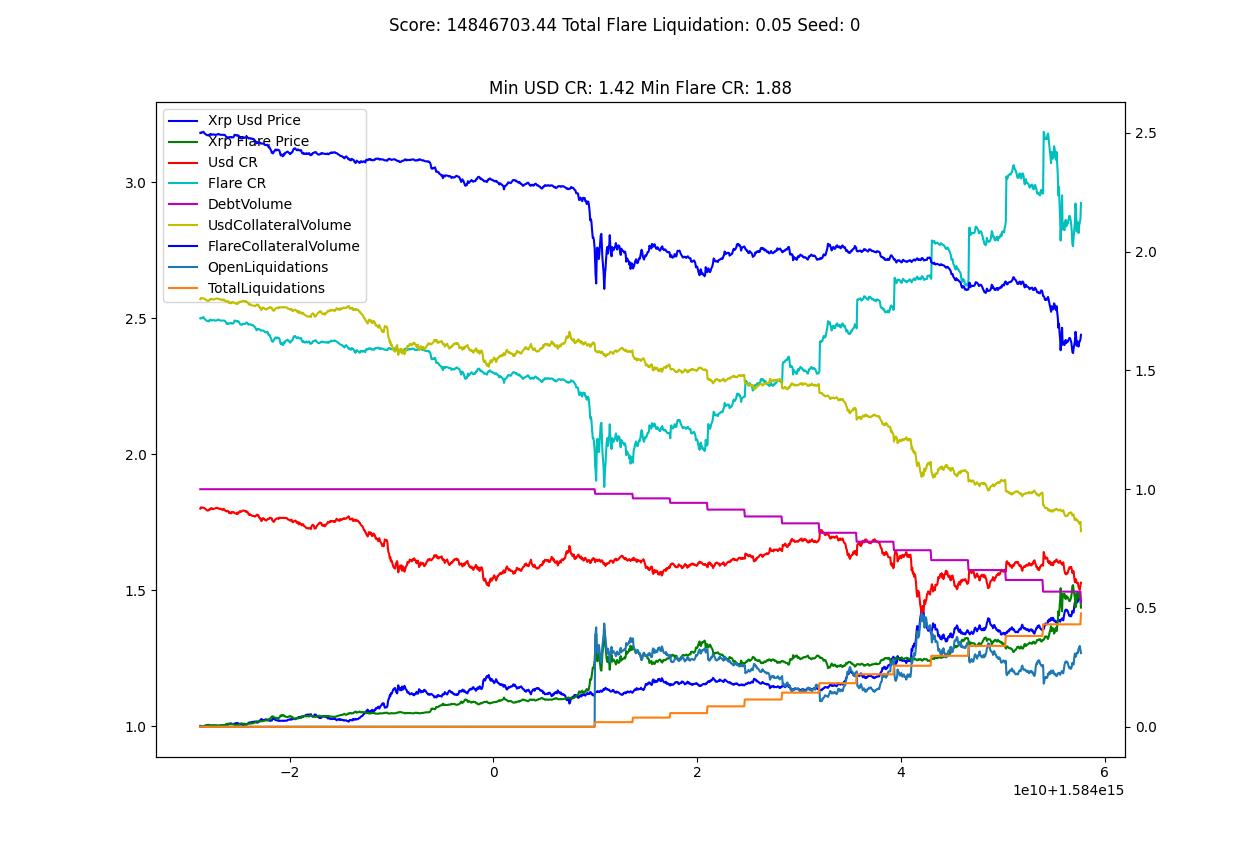 Score: 14846703.44 Total Flare Liquidation: 0.05 Seed: 0
Min USD CR: 1.42 Min Flare CR: 1.88
Xrp Usd Price
Xrp Flare Price
Usd CR
Flare CR
DebtVolume
UsdCollateralVolume
FlareCollateralVolume
OpenLiquidations
TotalLiquidations
3.0
2.5
2.0
1.5
1.0
2.5
2.0
1.5
1.0
0.5
0.0
−2 0 2 4 6
1e10+1.584e15